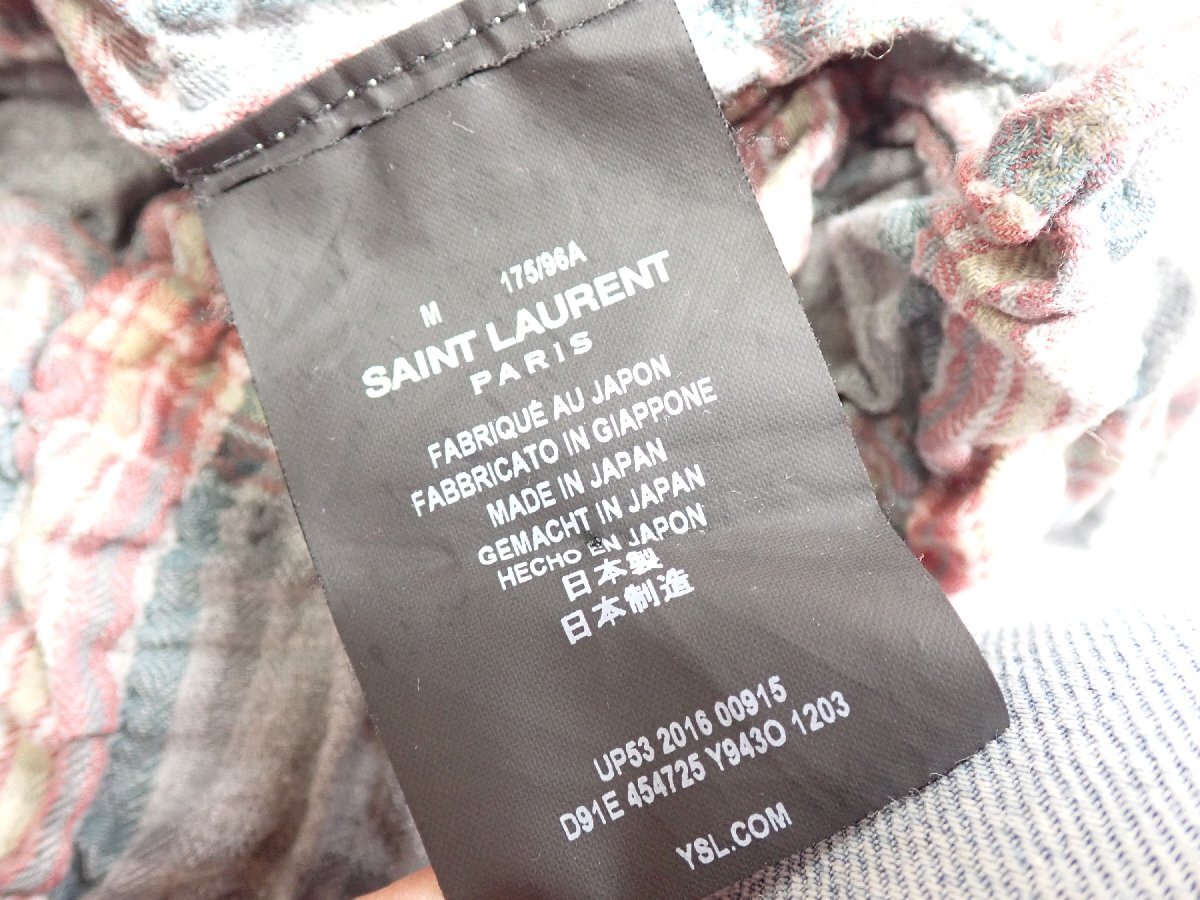 M 175/96A
SAINT LAURENT
PARIS
FABRIQUÉ AU JAPON
FABBRICATO IN GIAPPONE
MADE IN JAPAN
GEMACHT IN JAPAN
HECHO EN JAPON
日本製
日本制造
UP53 2016 00915
D91E 454725 Y943O 1203
YSL.COM